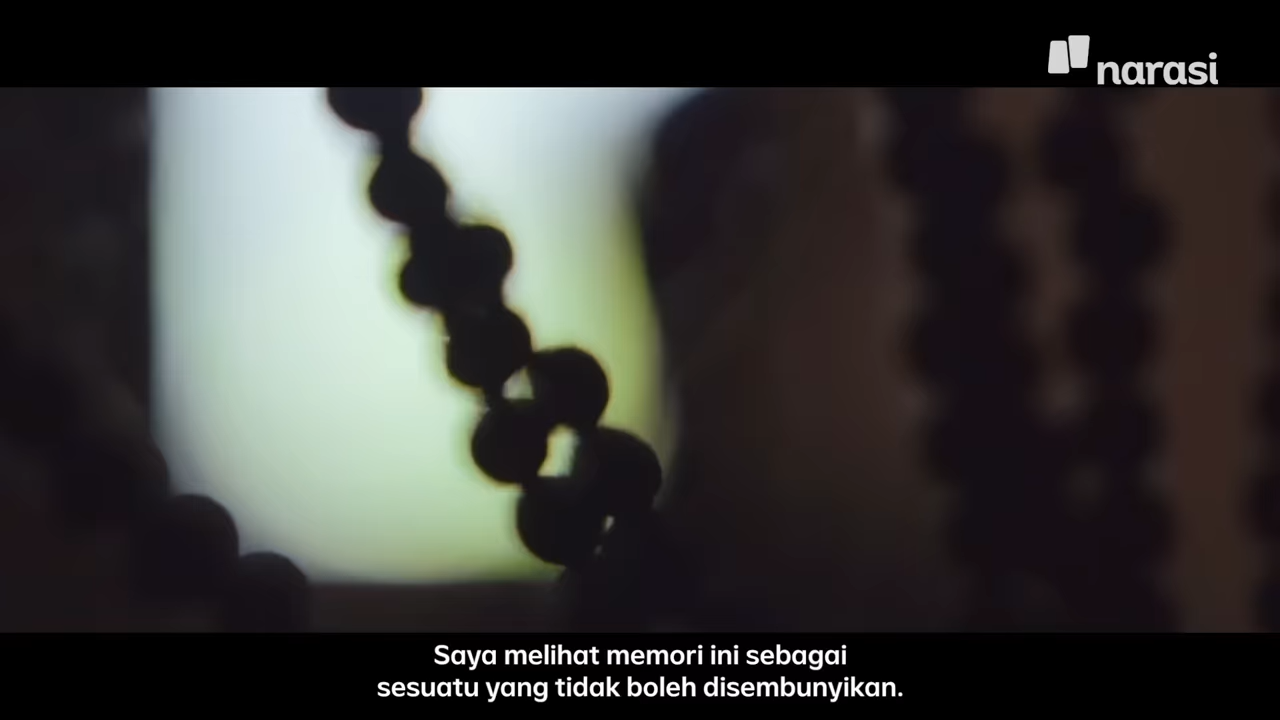 narasi
Saya melihat memori ini sebagai
sesuatu yang tidak boleh disembunyikan.